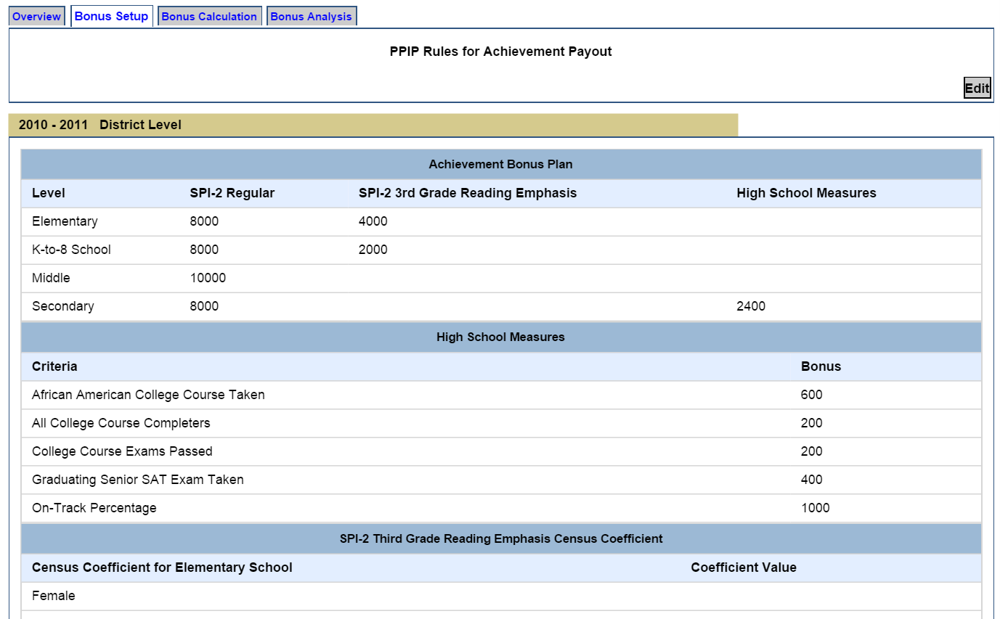 Overview Bonus Setup Bonus Calculation Bonus Analysis
PPIP Rules for Achievement Payout
Edit
2010 - 2011 District Level
Achievement Bonus Plan
Level SPI-2 Regular SPI-2 3rd Grade Reading Emphasis High School Measures
Elementary 8000 4000
K-to-8 School 8000 2000
Middle 10000
Secondary 8000 2400
High School Measures
Criteria Bonus
African American College Course Taken 600
All College Course Completers 200
College Course Exams Passed 200
Graduating Senior SAT Exam Taken 400
On-Track Percentage 1000
SPI-2 Third Grade Reading Emphasis Census Coefficient
Census Coefficient for Elementary School Coefficient Value
Female